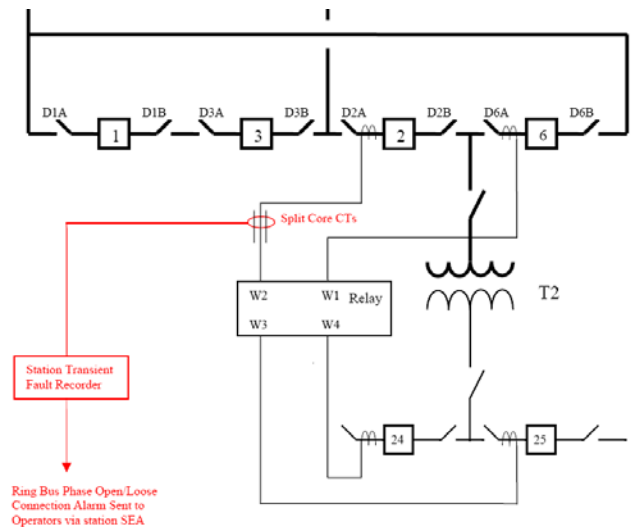 D1A
D1B
D3A
D3B
D2A
D2B
D6A
D6B
1
3
2
6
Split Core CTs
W2
W1
Relay
W3
W4
T2
Station Transient
Fault Recorder
24
25
Ring Bus Phase Open/Loose
Connection Alarm Sent to
Operators via station SEA